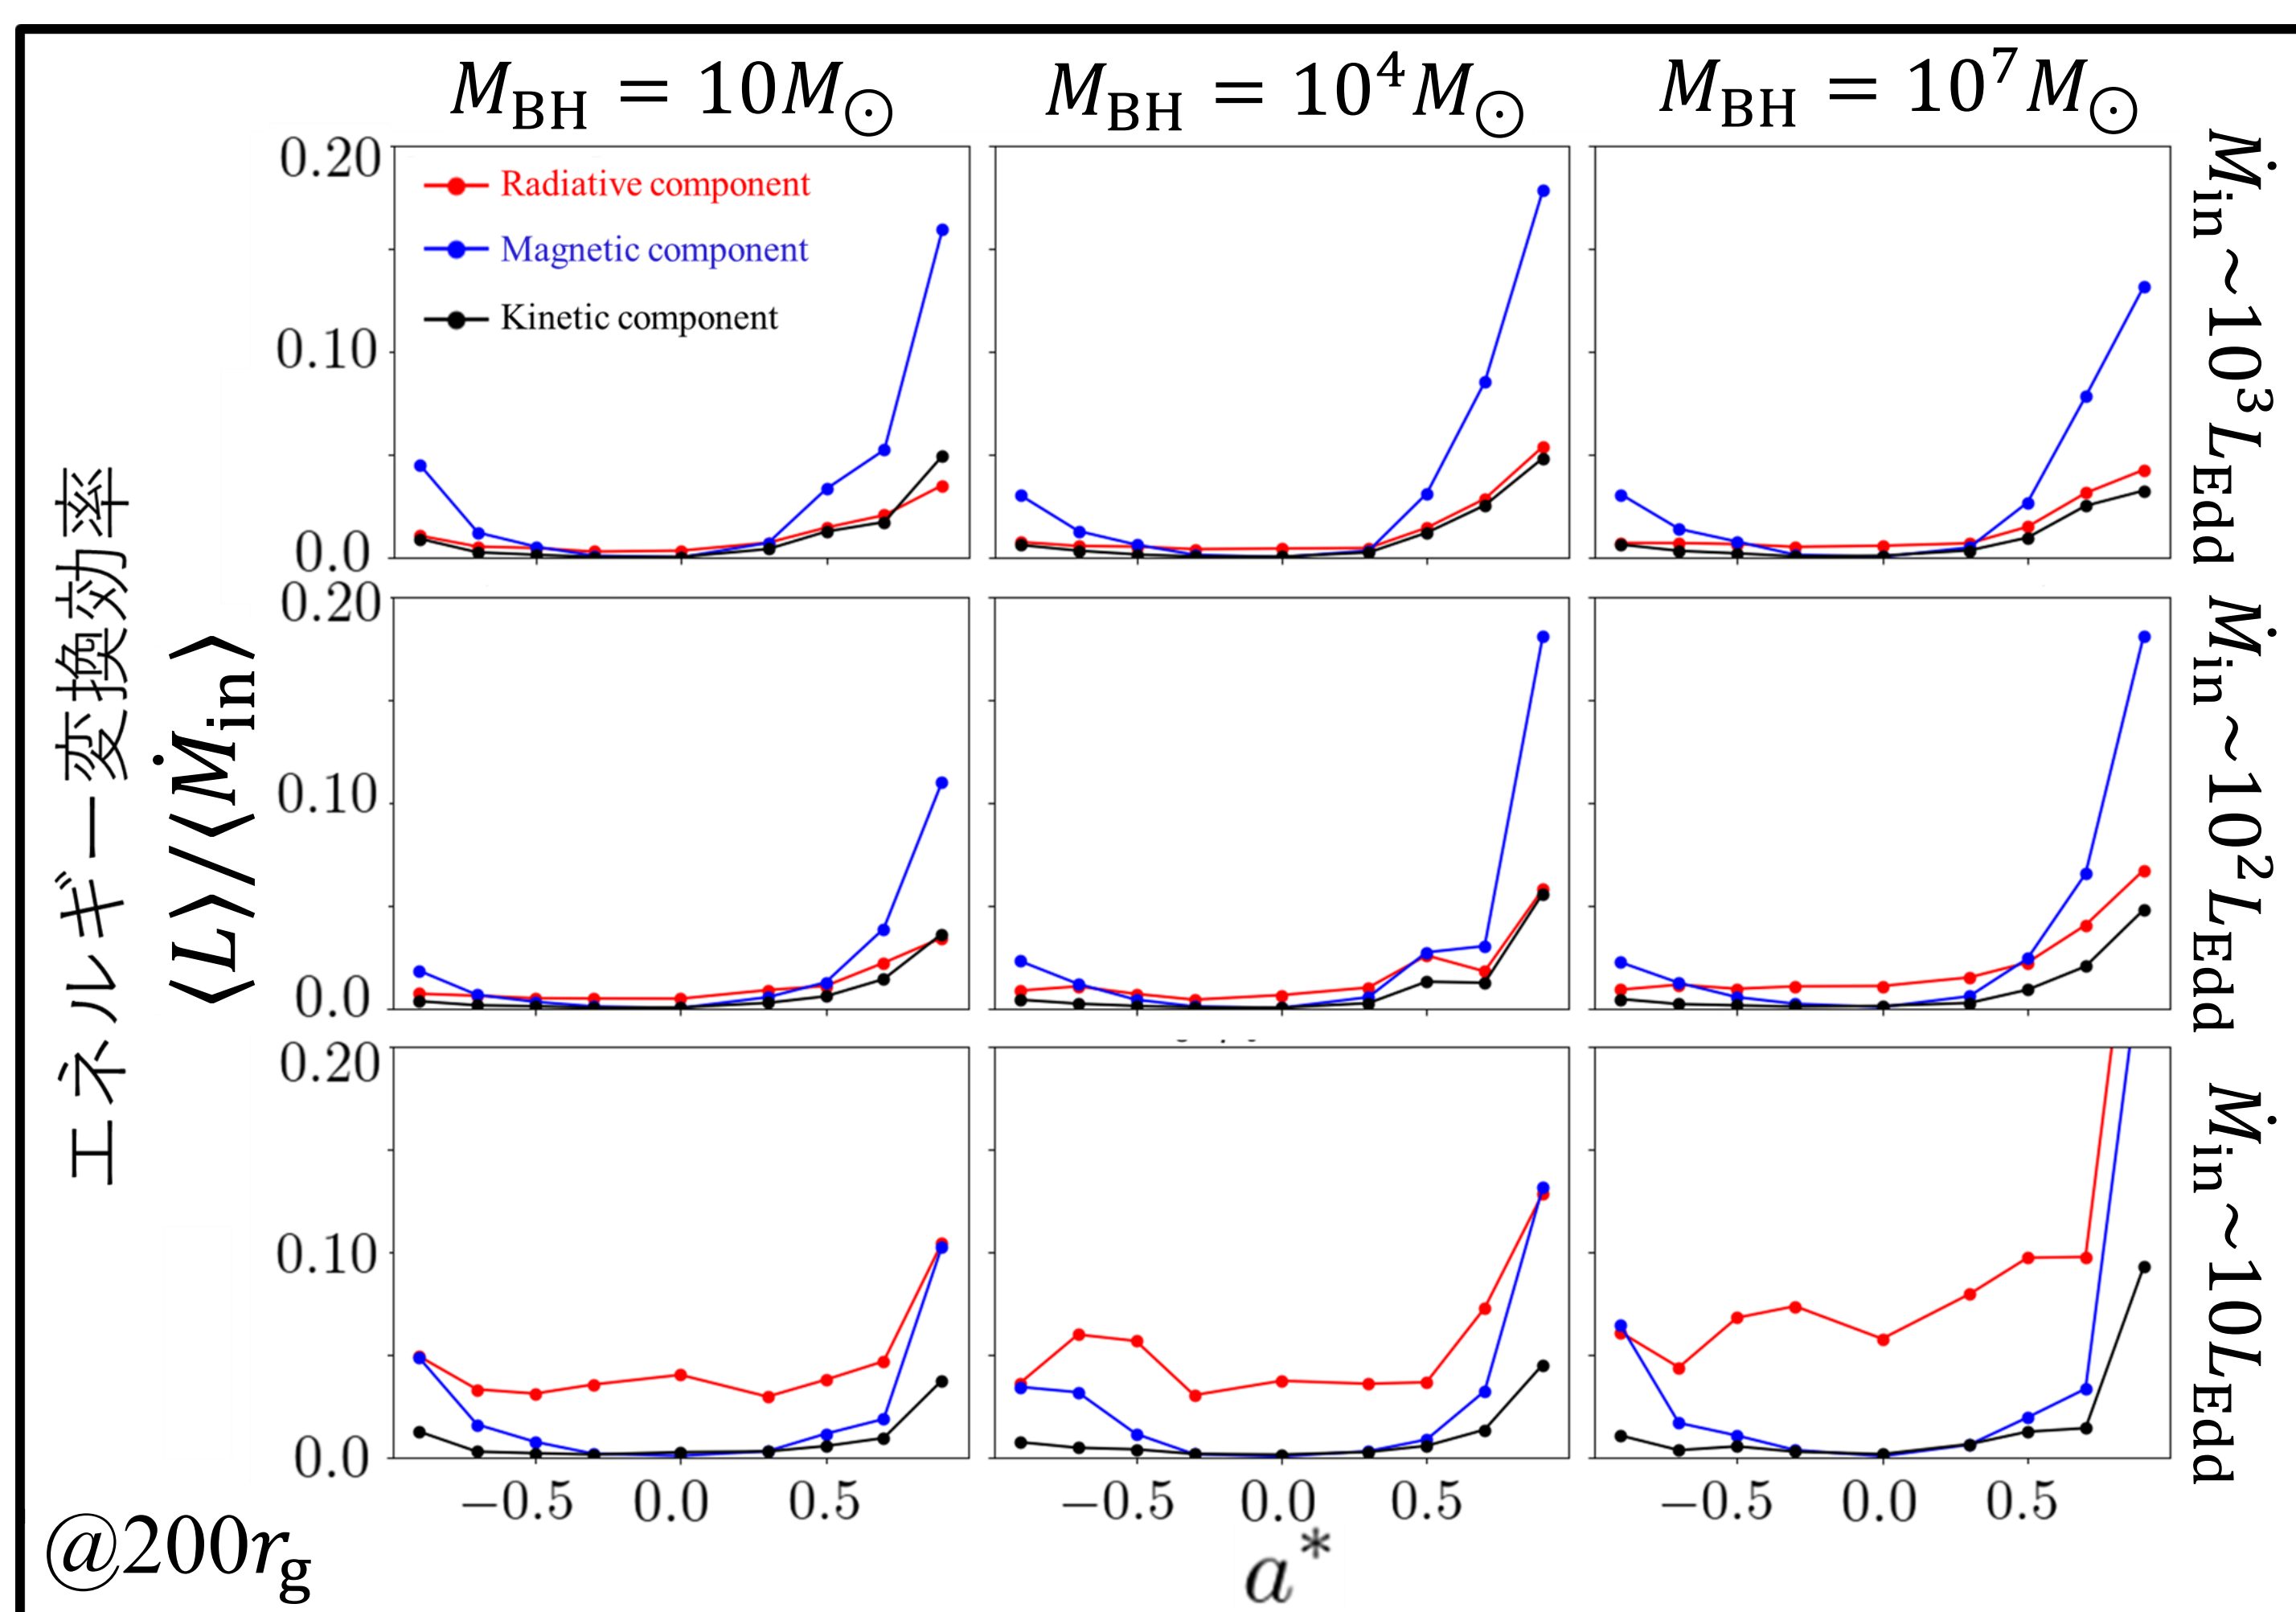 M_BH = 10M_⊙
M_BH = 10^4 M_⊙
M_BH = 10^7 M_⊙
エネルギー変換効率
⟨L⟩/⟨Ṁ_in⟩
0.20
0.10
0.0
Radiative component
Magnetic component
Kinetic component
Ṁ_in~10^3 L_Edd
0.20
0.10
0.0
Ṁ_in~10^2 L_Edd
0.20
0.10
0.0
Ṁ_in~10L_Edd
−0.5 0.0 0.5
−0.5 0.0 0.5
−0.5 0.0 0.5
@200r_g
a*